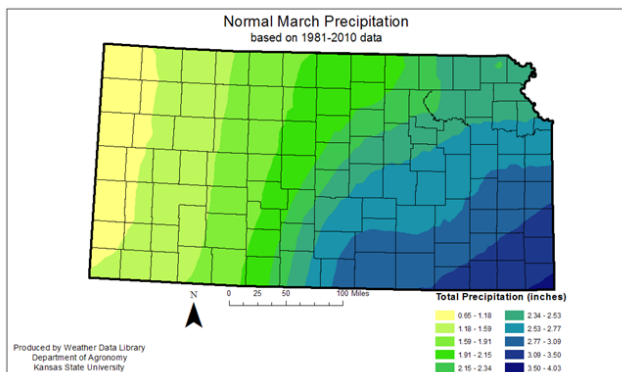 Normal March Precipitation
based on 1981-2010 data
N
0 25 50 100 Miles
Total Precipitation (inches)
0.65 - 1.18
1.18 - 1.59
1.59 - 1.91
1.91 - 2.15
2.15 - 2.34
2.34 - 2.53
2.53 - 2.77
2.77 - 3.09
3.09 - 3.50
3.50 - 4.03
Produced by Weather Data Library
Department of Agronomy
Kansas State University